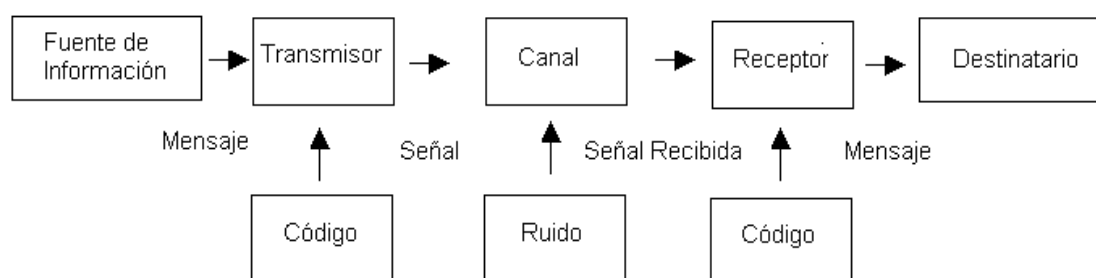 Fuente de
Información
Transmisor
Canal
Receptor
Destinatario
Mensaje
Señal
Señal Recibida
Mensaje
Código
Ruido
Código